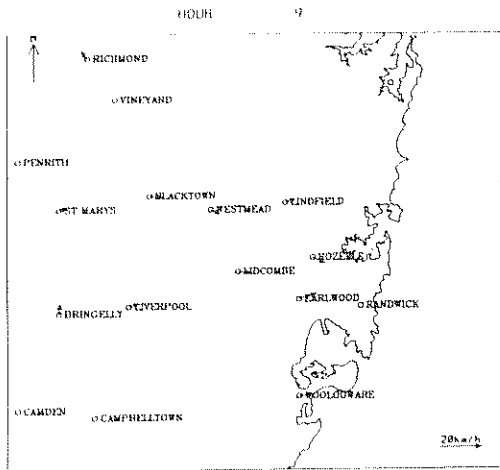 HOUR 9
N
RICHMOND
VINEYARD
PENRITH
BLACKTOWN
ST MARYS
WESTMEAD
LINDFIELD
ROZELLE
LIDCOMBE
EARLWOOD
RANDWICK
LIVERPOOL
BRINGELLY
WOOLOOWARE
CAMDEN
CAMPBELLTOWN
20km/h